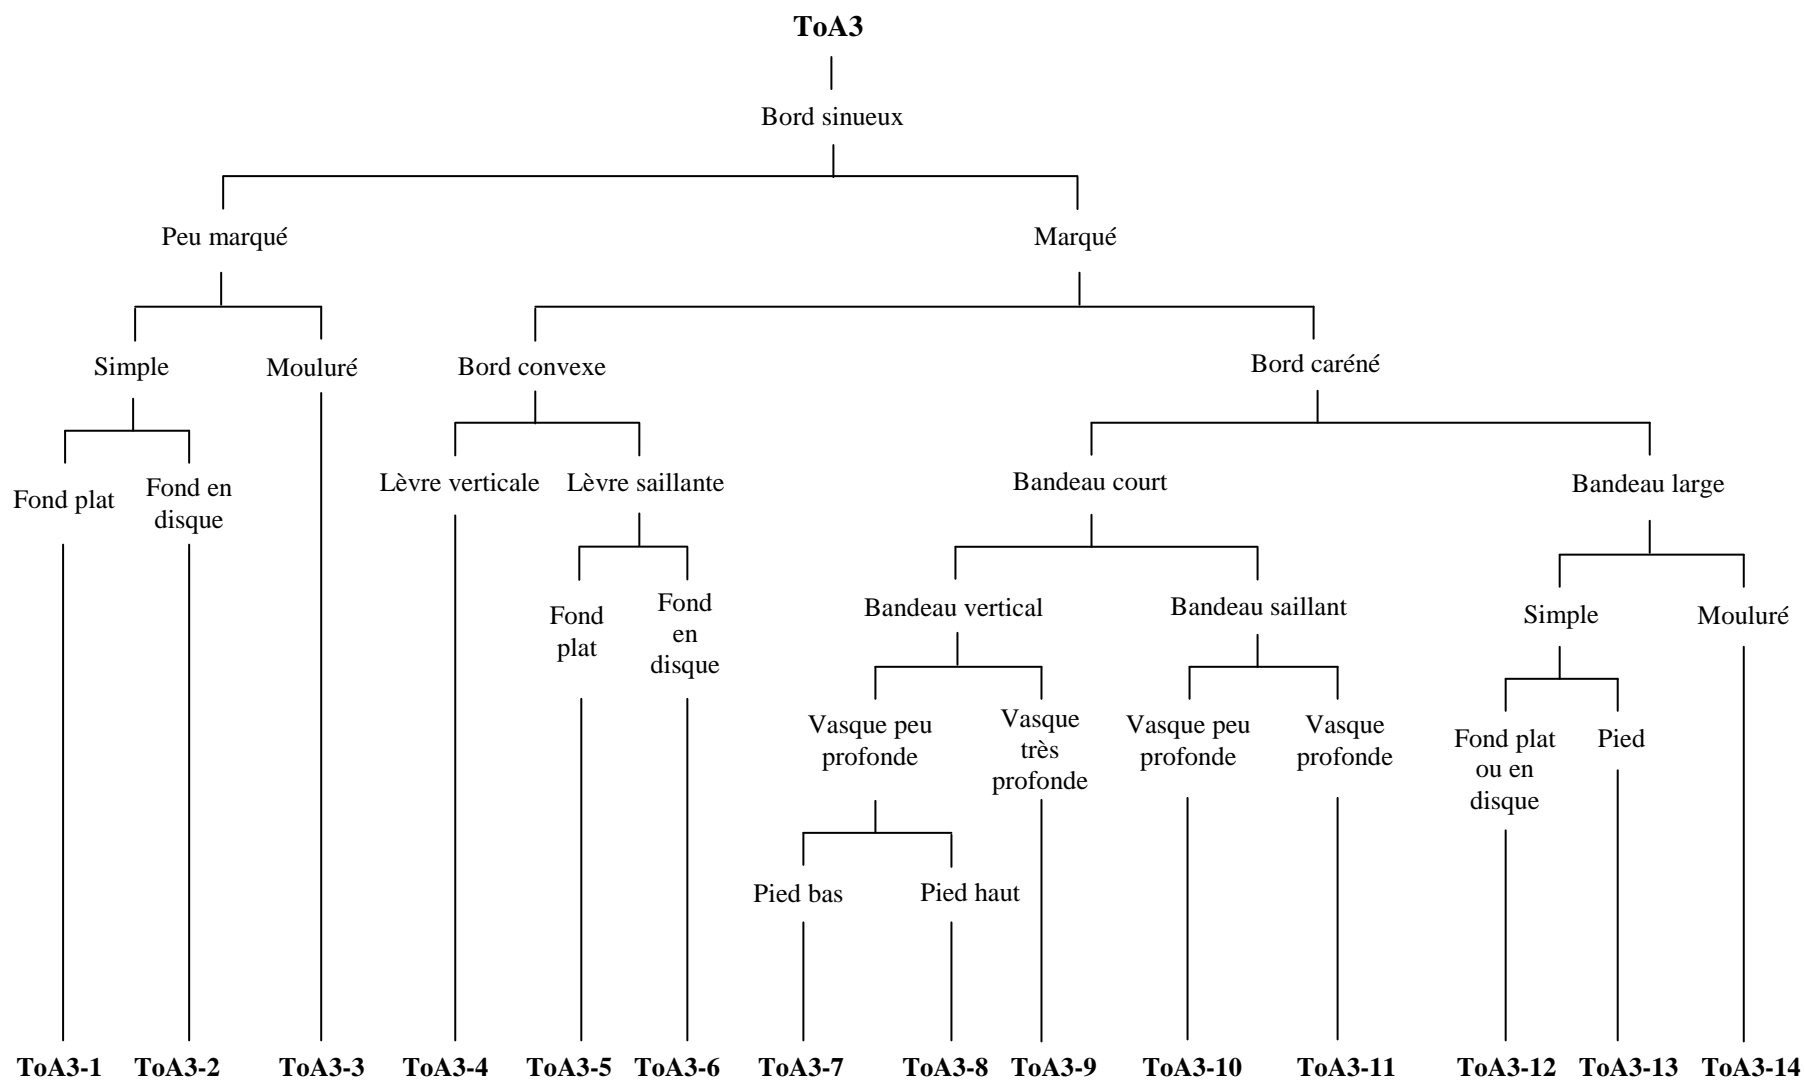 ToA3
Bord sinueux
Peu marqué
Marqué
Simple
Mouluré
Bord convexe
Bord caréné
Fond plat
Fond en
disque
Lèvre verticale
Lèvre saillante
Bandeau court
Bandeau large
Fond
plat
Fond
en
disque
Bandeau vertical
Bandeau saillant
Simple
Mouluré
Vasque peu
profonde
Vasque
très
profonde
Vasque peu
profonde
Vasque
profonde
Fond plat
ou en
disque
Pied
Pied bas
Pied haut
ToA3-1
ToA3-2
ToA3-3
ToA3-4
ToA3-5
ToA3-6
ToA3-7
ToA3-8
ToA3-9
ToA3-10
ToA3-11
ToA3-12
ToA3-13
ToA3-14